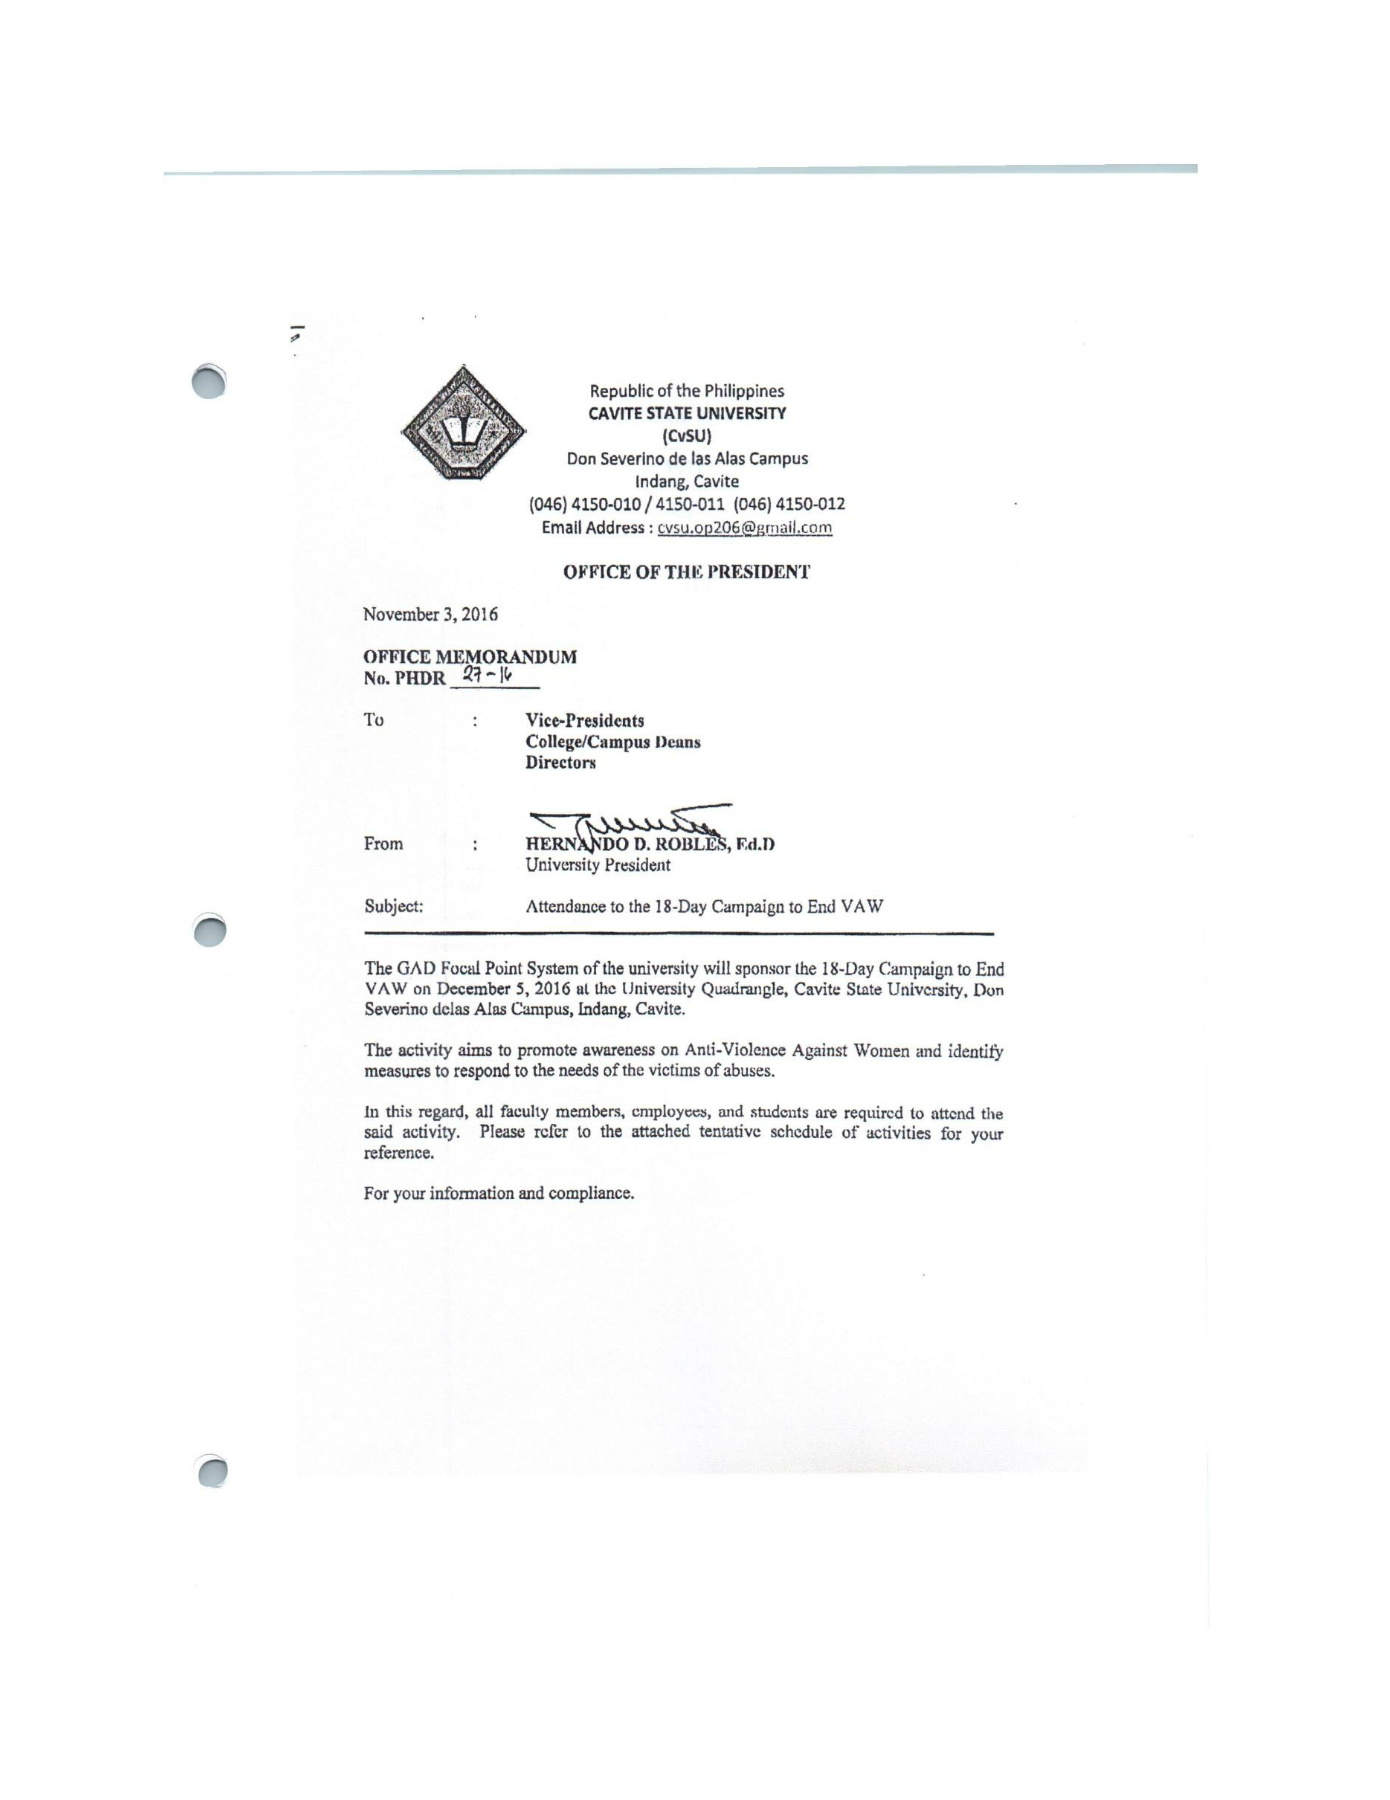 Republic of the Philippines
CAVITE STATE UNIVERSITY
(CvSU)
Don Severino de las Alas Campus
Indang, Cavite
(046) 4150-010 / 4150-011 (046) 4150-012
Email Address : cvsu.op206@gmail.com
OFFICE OF THE PRESIDENT
November 3, 2016
OFFICE MEMORANDUM
No. PHDR 27-16
To : Vice-Presidents
College/Campus Deans
Directors
From : HERNANDO D. ROBLES, Ed.D
University President
Subject: Attendance to the 18-Day Campaign to End VAW
The GAD Focal Point System of the university will sponsor the 18-Day Campaign to End
VAW on December 5, 2016 at the University Quadrangle, Cavite State University, Don
Severino delas Alas Campus, Indang, Cavite.
The activity aims to promote awareness on Anti-Violence Against Women and identify
measures to respond to the needs of the victims of abuses.
In this regard, all faculty members, employees, and students are required to attend the
said activity. Please refer to the attached tentative schedule of activities for your
reference.
For your information and compliance.